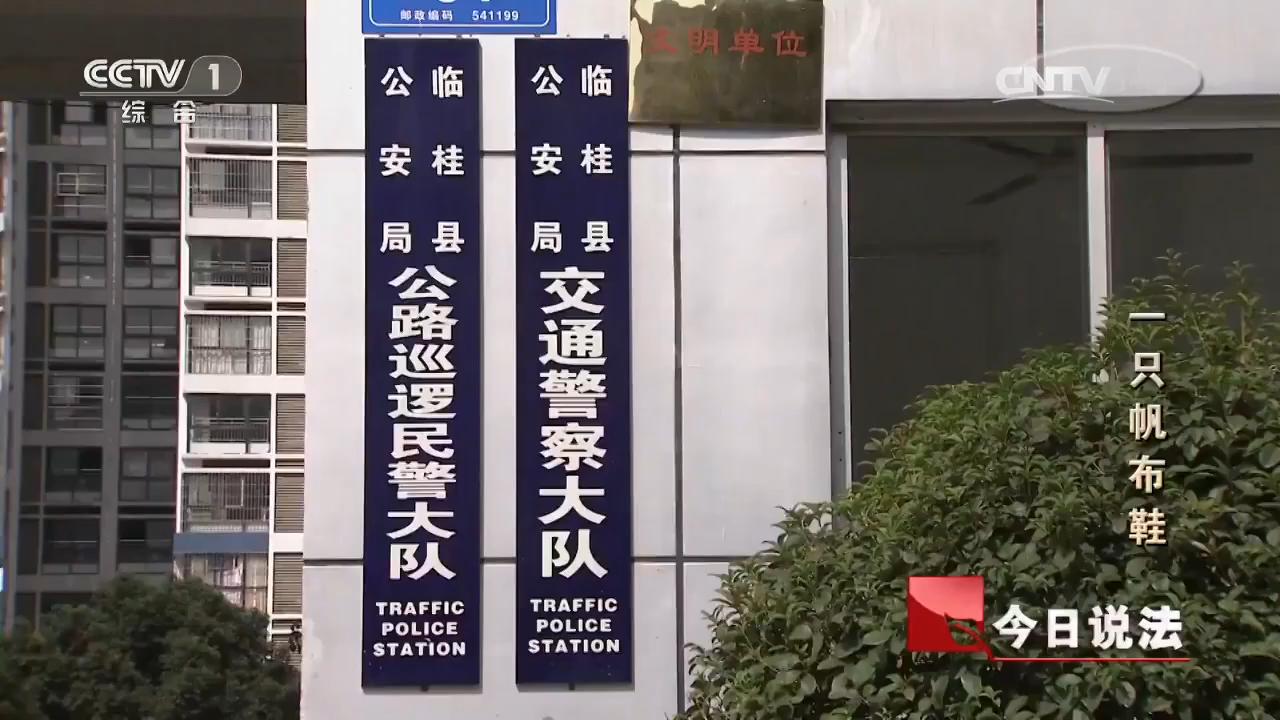 CCTV 1
综合
邮政编码 541199
文明单位
CNTV
临桂县
公安局
公路巡逻民警大队
TRAFFIC
POLICE
STATION
临桂县
公安局
交通警察大队
TRAFFIC
POLICE
STATION
一只帆布鞋
今日说法